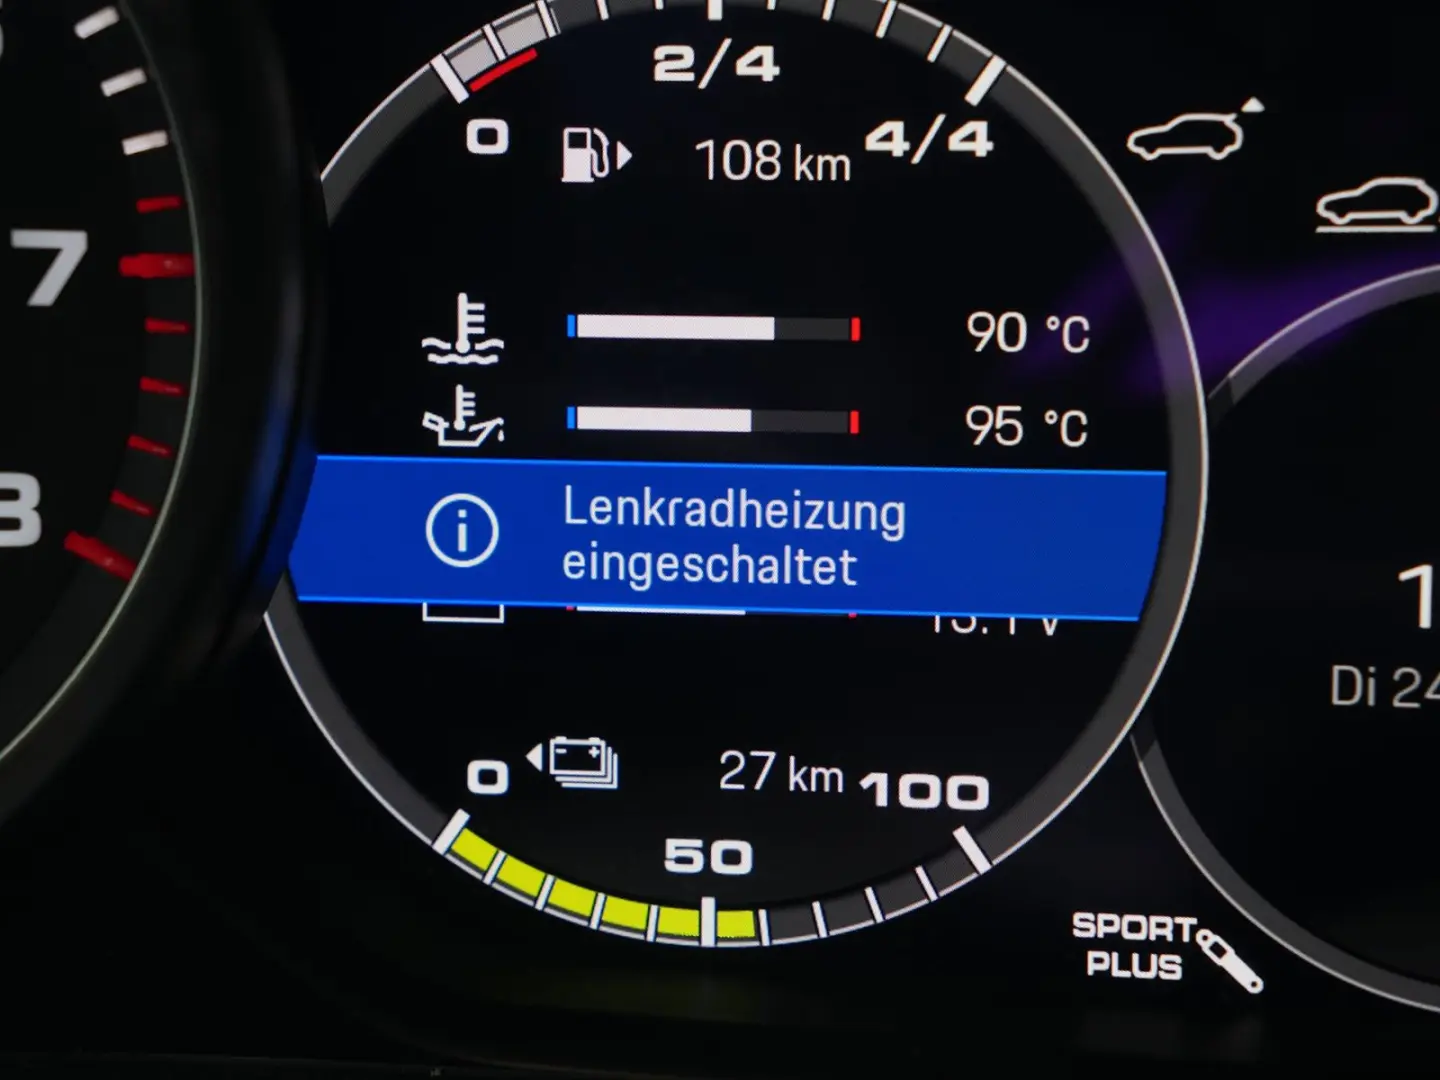 2/4
0
4/4
108 km
7
90 °C
95 °C
Lenkradheizung
eingeschaltet
Di 24
0
27 km
100
50
SPORT
PLUS